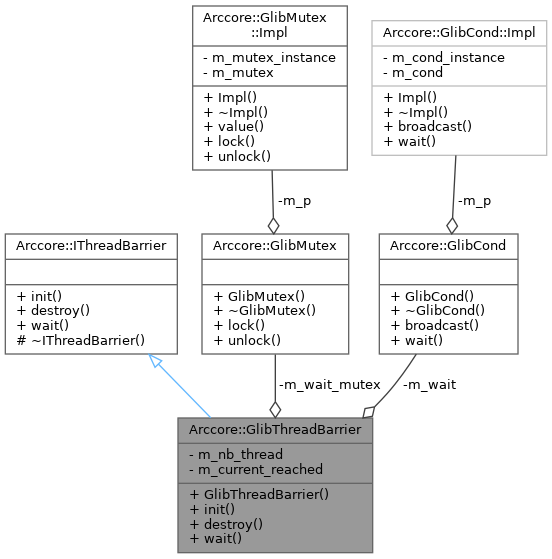 Arccore::GlibMutex
::Impl
- m_mutex_instance
- m_mutex
+ Impl()
+ ~Impl()
+ value()
+ lock()
+ unlock()
Arccore::GlibCond::Impl
- m_cond_instance
- m_cond
+ Impl()
+ ~Impl()
+ broadcast()
+ wait()
-m_p
-m_p
Arccore::IThreadBarrier
+ init()
+ destroy()
+ wait()
# ~IThreadBarrier()
Arccore::GlibMutex
+ GlibMutex()
+ ~GlibMutex()
+ lock()
+ unlock()
Arccore::GlibCond
+ GlibCond()
+ ~GlibCond()
+ broadcast()
+ wait()
-m_wait_mutex
-m_wait
Arccore::GlibThreadBarrier
- m_nb_thread
- m_current_reached
+ GlibThreadBarrier()
+ init()
+ destroy()
+ wait()